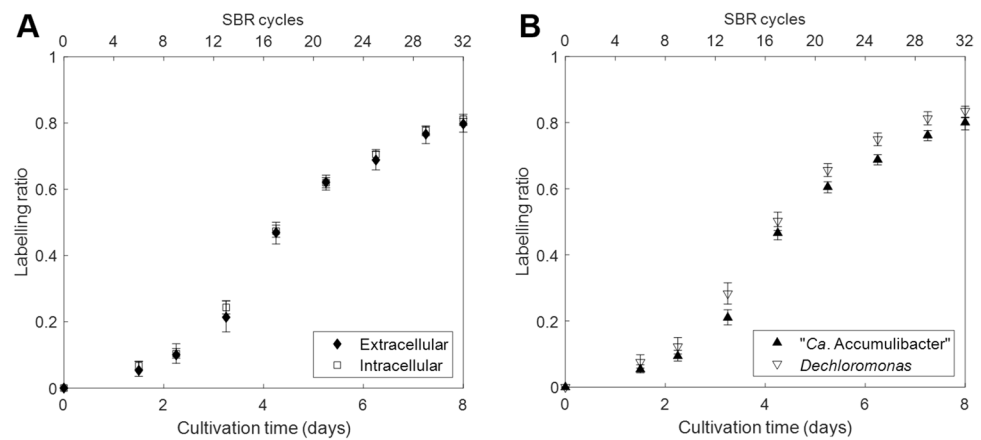 A
SBR cycles
0 4 8 12 16 20 24 28 32
1
0.8
0.6
0.4
0.2
0
Labelling ratio
Extracellular
Intracellular
0 2 4 6 8
Cultivation time (days)
B
SBR cycles
0 4 8 12 16 20 24 28 32
1
0.8
0.6
0.4
0.2
0
Labelling ratio
"Ca. Accumulibacter"
Dechloromonas
0 2 4 6 8
Cultivation time (days)